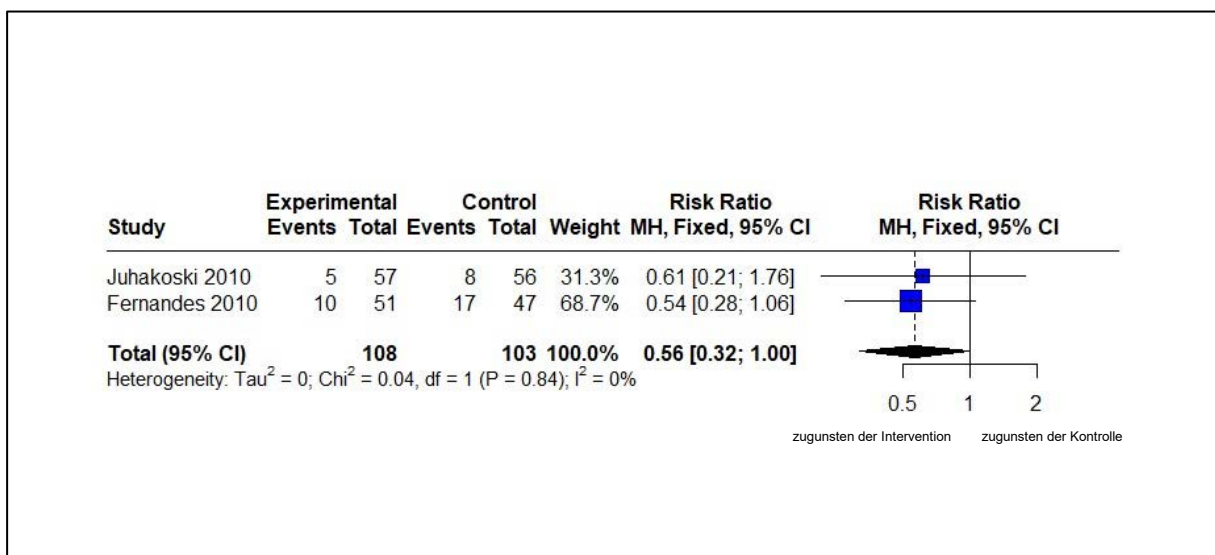 Experimental Control Risk Ratio Risk Ratio
Study Events Total Events Total Weight MH, Fixed, 95% CI MH, Fixed, 95% CI
Juhakoski 2010 5 57 8 56 31.3% 0.61 [0.21; 1.76]
Fernandes 2010 10 51 17 47 68.7% 0.54 [0.28; 1.06]
Total (95% CI) 108 103 100.0% 0.56 [0.32; 1.00]
Heterogeneity: Tau² = 0; Chi² = 0.04, df = 1 (P = 0.84); I² = 0%
0.5 1 2
zugunsten der Intervention zugunsten der Kontrolle